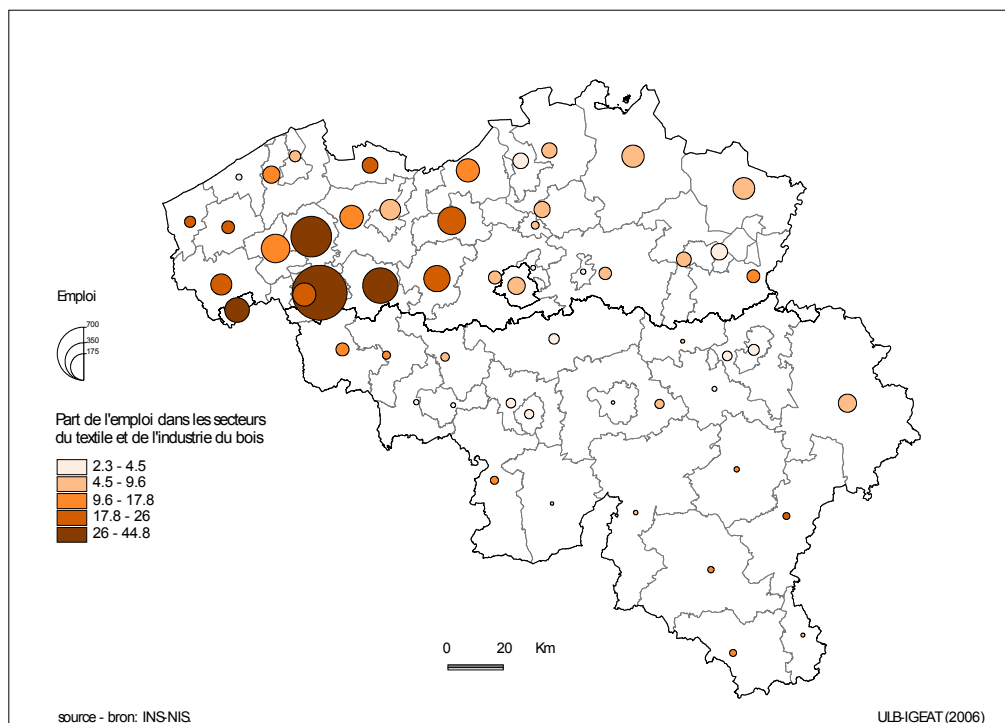 Emploi
700
350
175
Part de l'emploi dans les secteurs
du textile et de l'industrie du bois
2.3 - 4.5
4.5 - 9.6
9.6 - 17.8
17.8 - 26
26 - 44.8
0 20 Km
source - bron: INS-NIS.
ULB-IGEAT (2006)